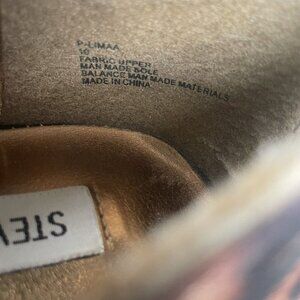 P-LIMAA
10
FABRIC UPPER
MAN MADE SOLE
BALANCE MAN MADE MATERIALS
MADE IN CHINA
STEV